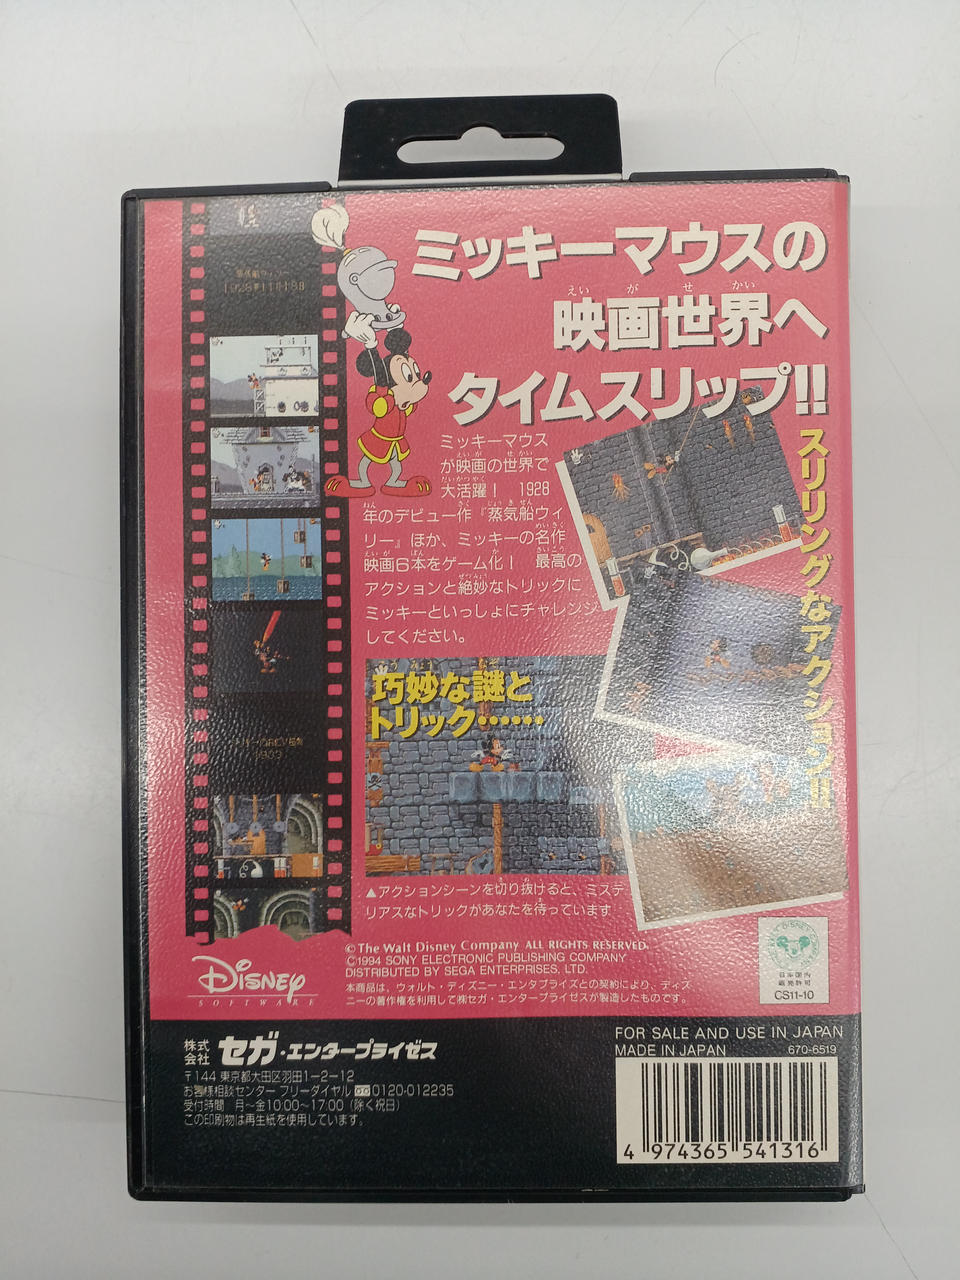 ミッキーマウスの
映画世界へ
タイムスリップ!!
スリリングなアクション!!
ミッキーマウス
が映画の世界で
大活躍！ 1928
年のデビュー作『蒸気船ウィ
リー』ほか、ミッキーの名作
映画6本をゲーム化！ 最高の
アクションと絶妙なトリックに
ミッキーといっしょにチャレンジ
してください。
巧妙な謎と
トリック……
▲アクションシーンを切り抜けると、ミステ
リアスなトリックがあなたを待っています
©The Walt Disney Company ALL RIGHTS RESERVED.
©1994 SONY ELECTRONIC PUBLISHING COMPANY
DISTRIBUTED BY SEGA ENTERPRISES, LTD.
本商品は、ウォルト・ディズニー・エンタプライズとの契約により、ディズ
ニーの著作権を利用して㈱セガ・エンタープライゼスが製造したものです。
Disney
SOFTWARE
日本国内
販売許可
CS11-10
株式会社 セガ・エンタープライゼス
〒144 東京都大田区羽田1-2-12
お客様相談センター フリーダイヤル 0120-012235
受付時間 月〜金10:00〜17:00（除く祝日）
この印刷物は再生紙を使用しています。
FOR SALE AND USE IN JAPAN
MADE IN JAPAN 670-6519
4 974365 541316